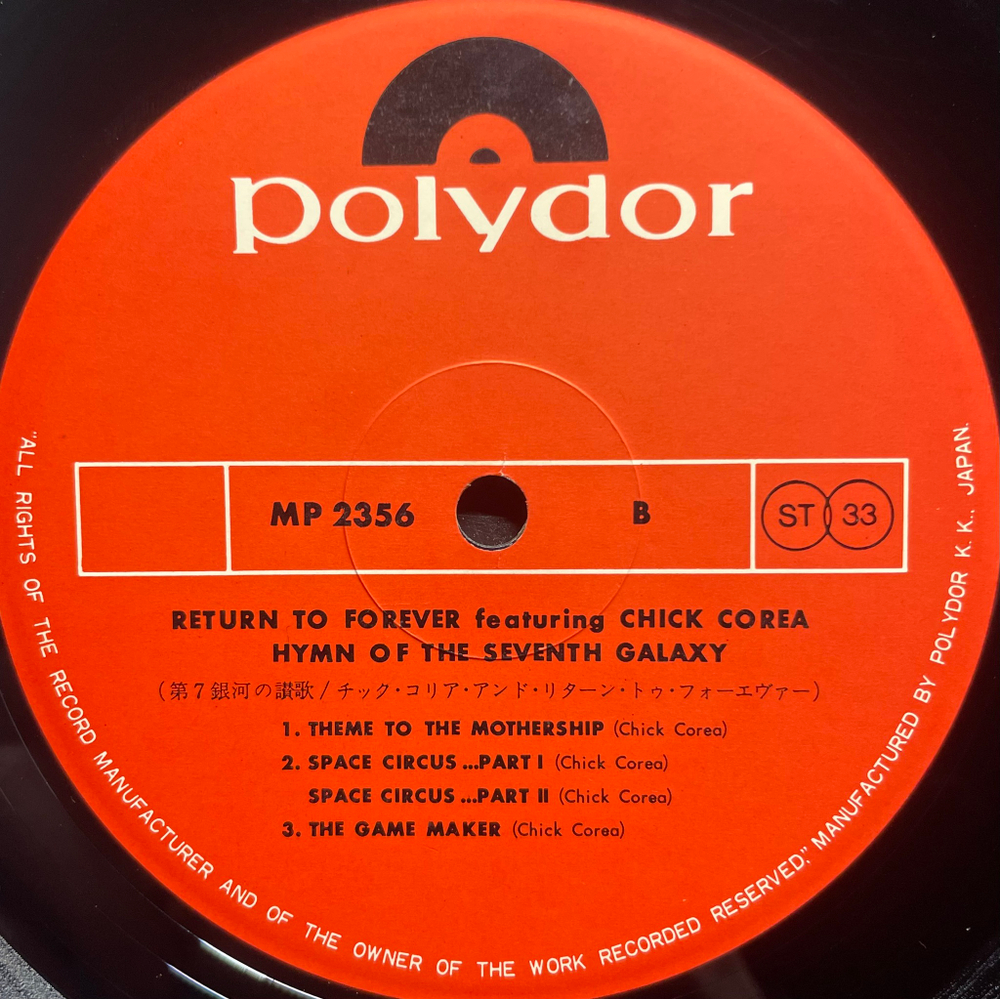 polydor
MP 2356 B ST 33
RETURN TO FOREVER featuring CHICK COREA
HYMN OF THE SEVENTH GALAXY
(第7銀河の讃歌/チック・コリア・アンド・リターン・トゥ・フォーエヴァー)
1. THEME TO THE MOTHERSHIP (Chick Corea)
2. SPACE CIRCUS...PART I (Chick Corea)
SPACE CIRCUS...PART II (Chick Corea)
3. THE GAME MAKER (Chick Corea)
"ALL RIGHTS OF THE RECORD MANUFACTURER AND OF THE OWNER OF THE WORK RECORDED RESERVED," MANUFACTURED BY POLYDOR K. K., JAPAN.